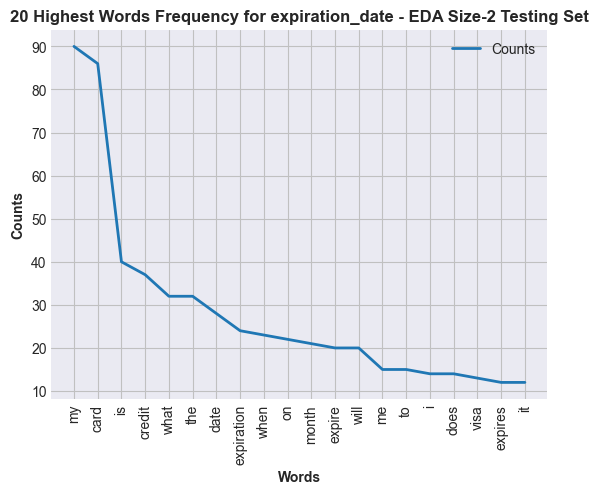 20 Highest Words Frequency for expiration_date - EDA Size-2 Testing Set
Counts
90
80
70
60
50
40
30
20
10
Counts
my
card
is
credit
what
the
date
expiration
when
on
month
expire
will
me
to
i
does
visa
expires
it
Words